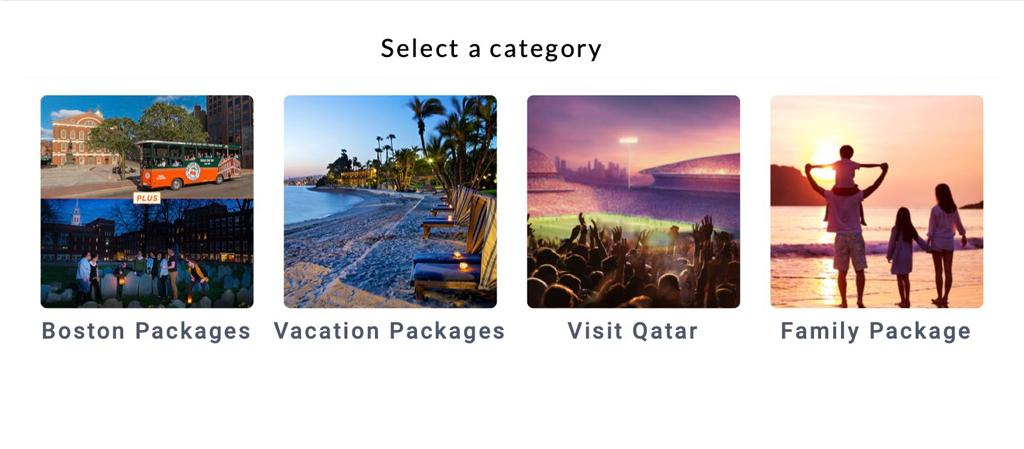 Select a category
PLUS
Boston Packages
Vacation Packages
Visit Qatar
Family Package